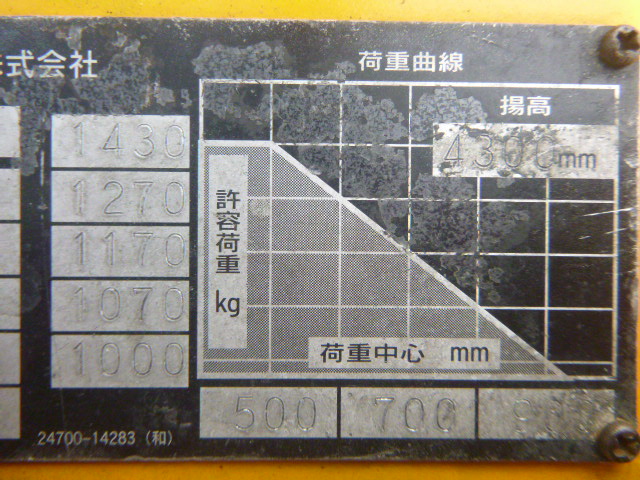 株式会社
荷重曲線
揚高
4300mm
1430
1270
1170
1070
1000
許容荷重
kg
荷重中心 mm
500
700
24700-14283(和)